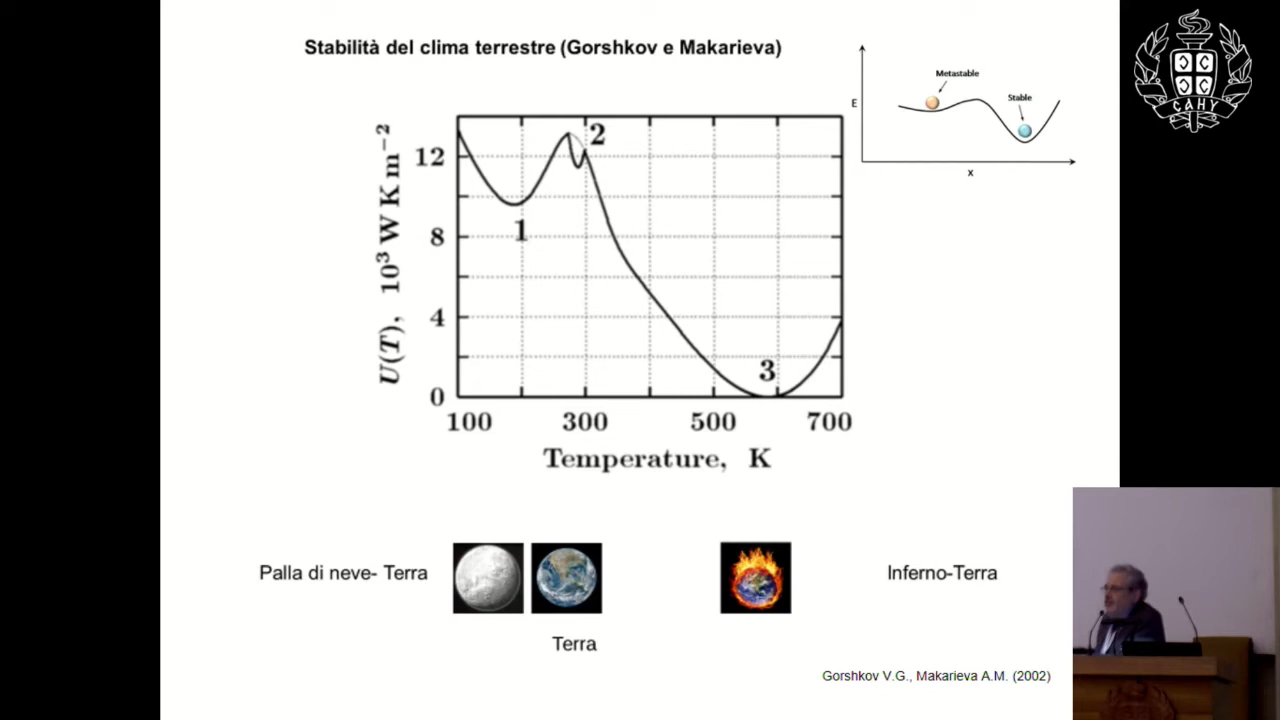 Stabilità del clima terrestre (Gorshkov e Makarieva)
Metastable
Stable
E
x
U(T), 10³ W K m⁻²
12
8
4
0
1
2
3
100 300 500 700
Temperature, K
Palla di neve- Terra
Inferno-Terra
Terra
Gorshkov V.G., Makarieva A.M. (2002)
САНУ